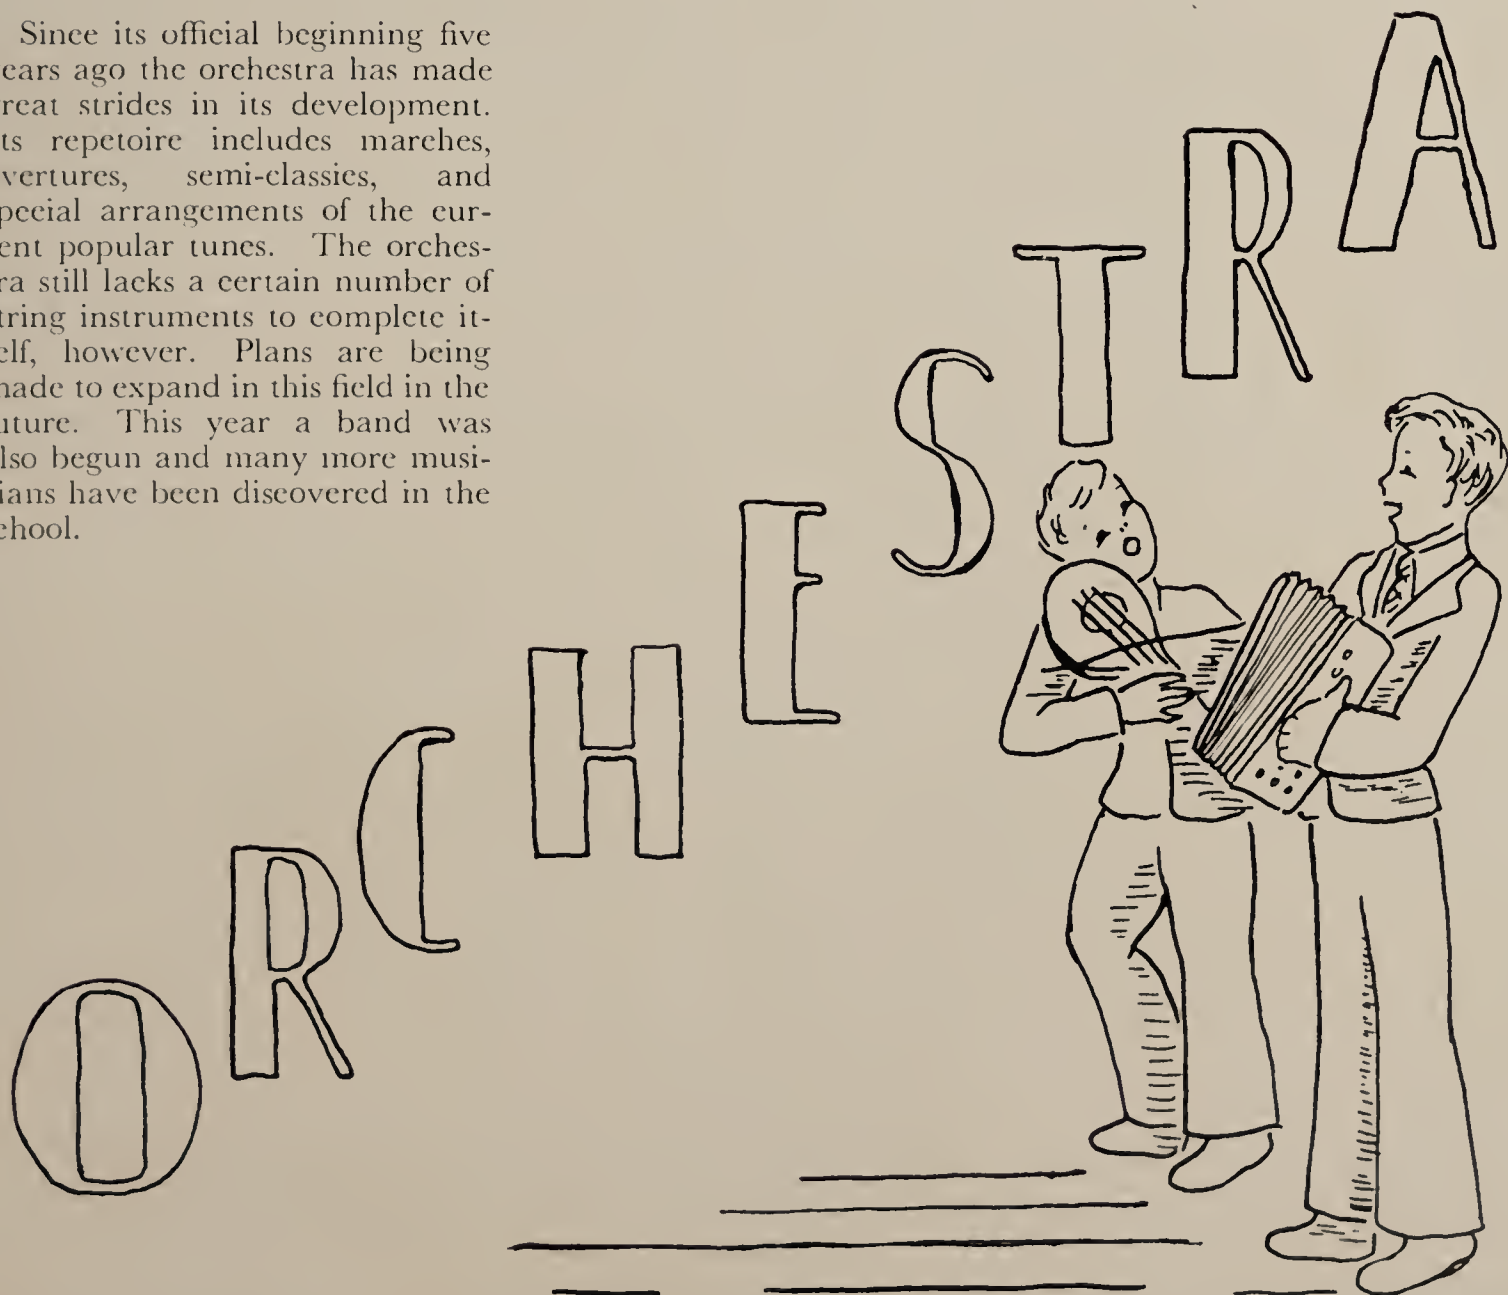 Since its official beginning five
ears ago the orchestra has made
reat strides in its development.
ts repetoire includes marches,
vertures, semi-classics, and
pecial arrangements of the cur-
ent popular tunes. The orches-
ra still lacks a certain number of
tring instruments to complete it-
elf, however. Plans are being
nade to expand in this field in the
uture. This year a band was
lso begun and many more musi-
ians have been discovered in the
chool.
ORCHESTRA